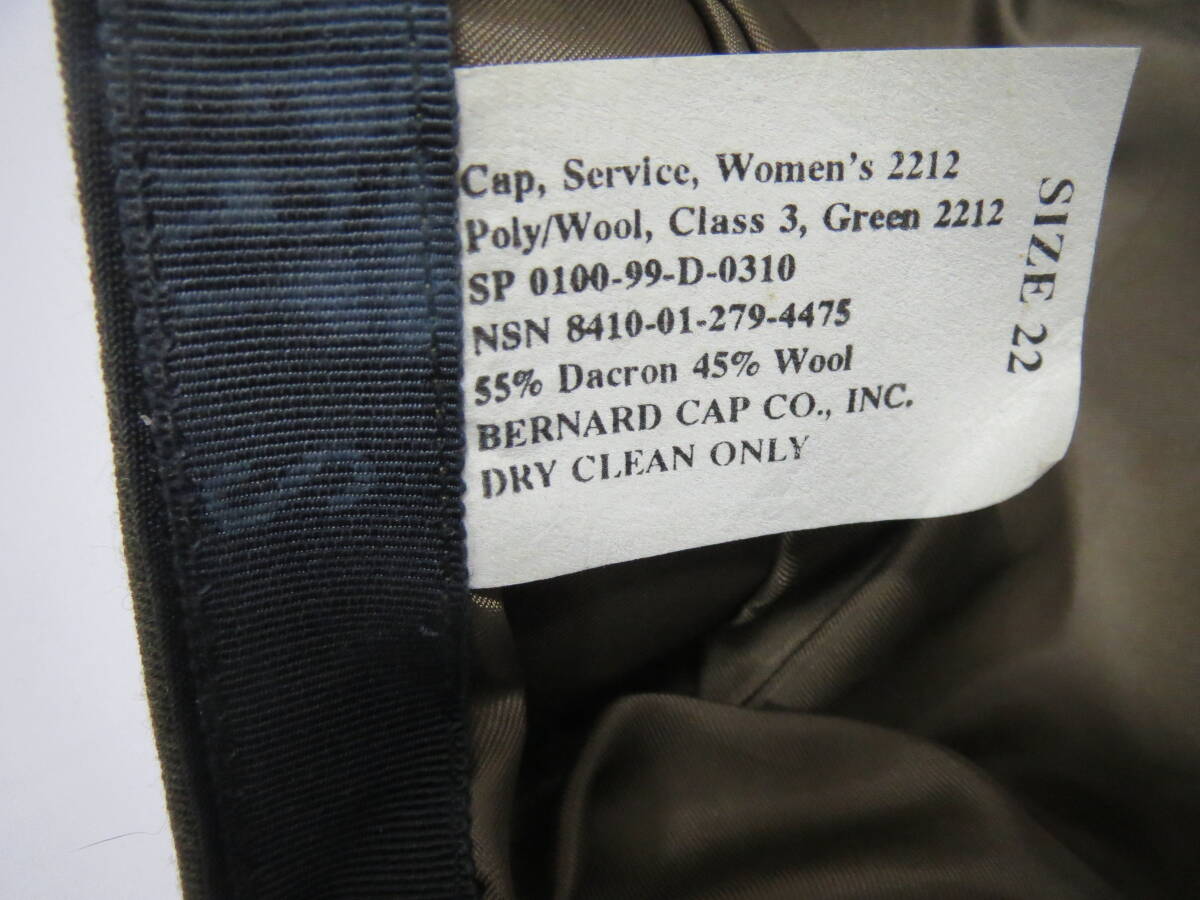 Cap, Service, Women's 2212
Poly/Wool, Class 3, Green 2212
SP 0100-99-D-0310
NSN 8410-01-279-4475
55% Dacron 45% Wool
BERNARD CAP CO., INC.
DRY CLEAN ONLY
SIZE 22